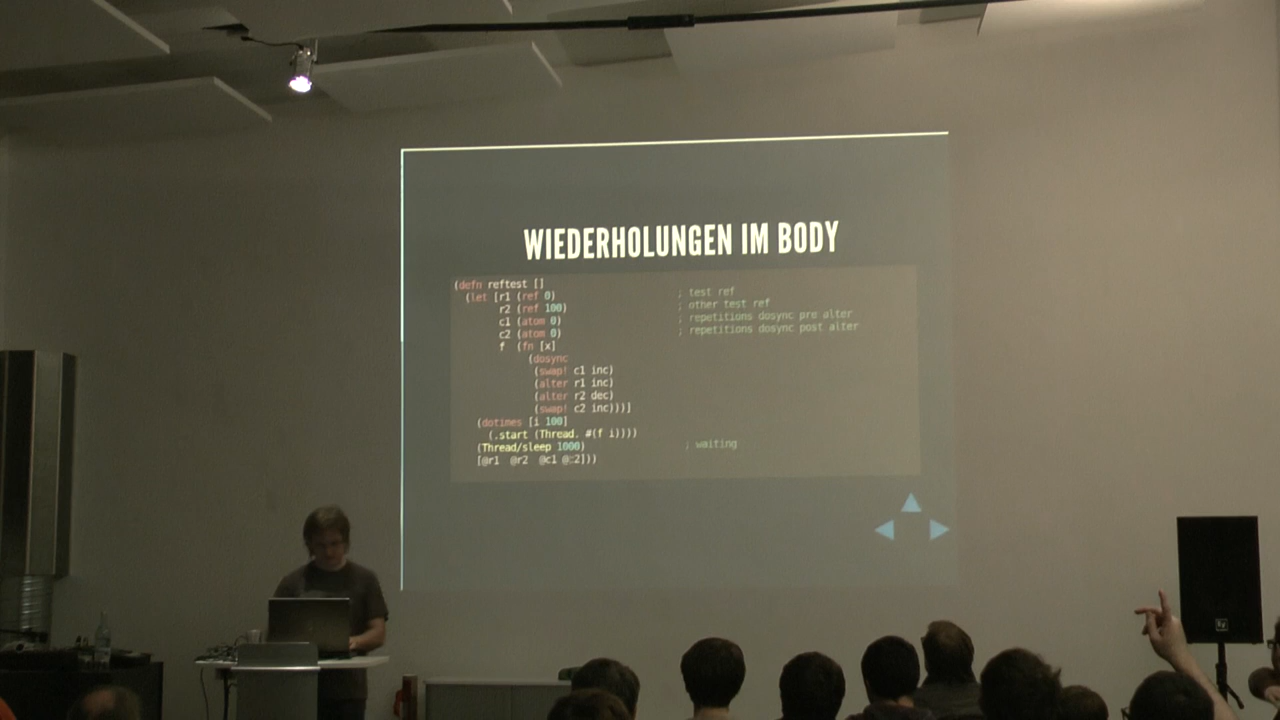 WIEDERHOLUNGEN IM BODY
(defn reftest []
(let [r1 (ref 0) ; test ref
r2 (ref 100) ; other test ref
c1 (atom 0) ; repetitions dosync pre alter
c2 (atom 0) ; repetitions dosync post alter
f (fn [x]
(dosync
(swap! c1 inc)
(alter r1 inc)
(alter r2 dec)
(swap! c2 inc)))]
(dotimes [i 100]
(.start (Thread. #(f i))))
(Thread/sleep 1000) ; waiting
[@r1 @r2 @c1 @c2]))